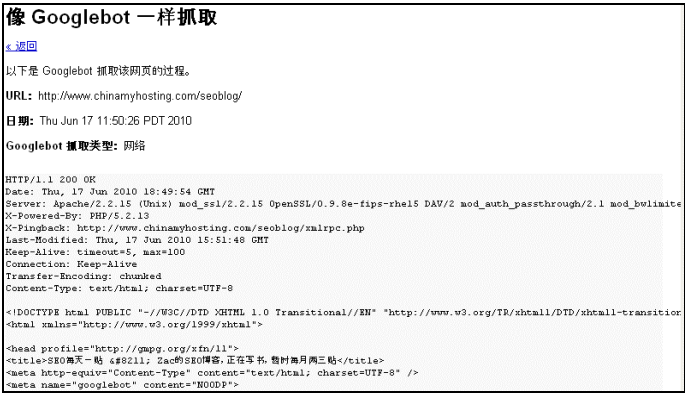 像 Googlebot 一样抓取
« 返回
以下是 Googlebot 抓取该网页的过程。
URL: http://www.chinamyhosting.com/seoblog/
日期: Thu Jun 17 11:50:26 PDT 2010
Googlebot 抓取类型: 网络
HTTP/1.1 200 OK
Date: Thu, 17 Jun 2010 18:49:54 GMT
Server: Apache/2.2.15 (Unix) mod_ssl/2.2.15 OpenSSL/0.9.8e-fips-rhel5 DAV/2 mod_auth_passthrough/2.1 mod_bwlimite
X-Powered-By: PHP/5.2.13
X-Pingback: http://www.chinamyhosting.com/seoblog/xmlrpc.php
Last-Modified: Thu, 17 Jun 2010 15:51:48 GMT
Keep-Alive: timeout=5, max=100
Connection: Keep-Alive
Transfer-Encoding: chunked
Content-Type: text/html; charset=UTF-8
<!DOCTYPE html PUBLIC "-//W3C//DTD XHTML 1.0 Transitional//EN" "http://www.w3.org/TR/xhtml1/DTD/xhtml1-transition
<html xmlns="http://www.w3.org/1999/xhtml">
<head profile="http://gmpg.org/xfn/11">
<title>SEO每天一贴 &#8211; Zac的SEO博客,正在写书,暂时每月两三贴</title>
<meta http-equiv="Content-Type" content="text/html; charset=UTF-8" />
<meta name="googlebot" content="NOODP">